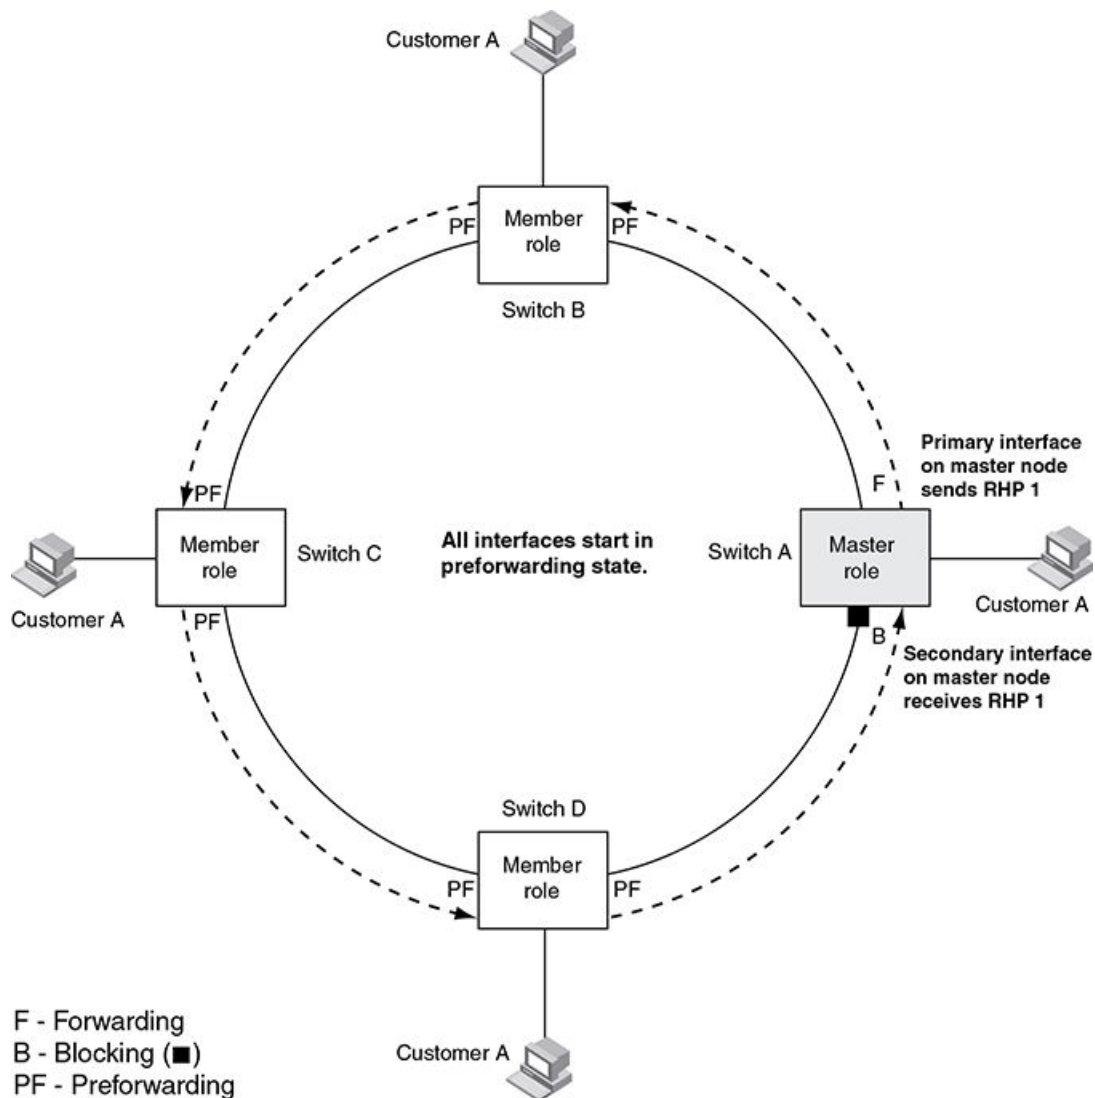 Customer A
PF
Member
role
PF
Switch B
Primary interface
on master node
sends RHP 1
F
PF
Member
role
Switch C
All interfaces start in
preforwarding state.
Switch A
Master
role
Customer A
PF
Customer A
B
Secondary interface
on master node
receives RHP 1
Switch D
PF
Member
role
PF
F - Forwarding
B - Blocking (■)
PF - Preforwarding
Customer A